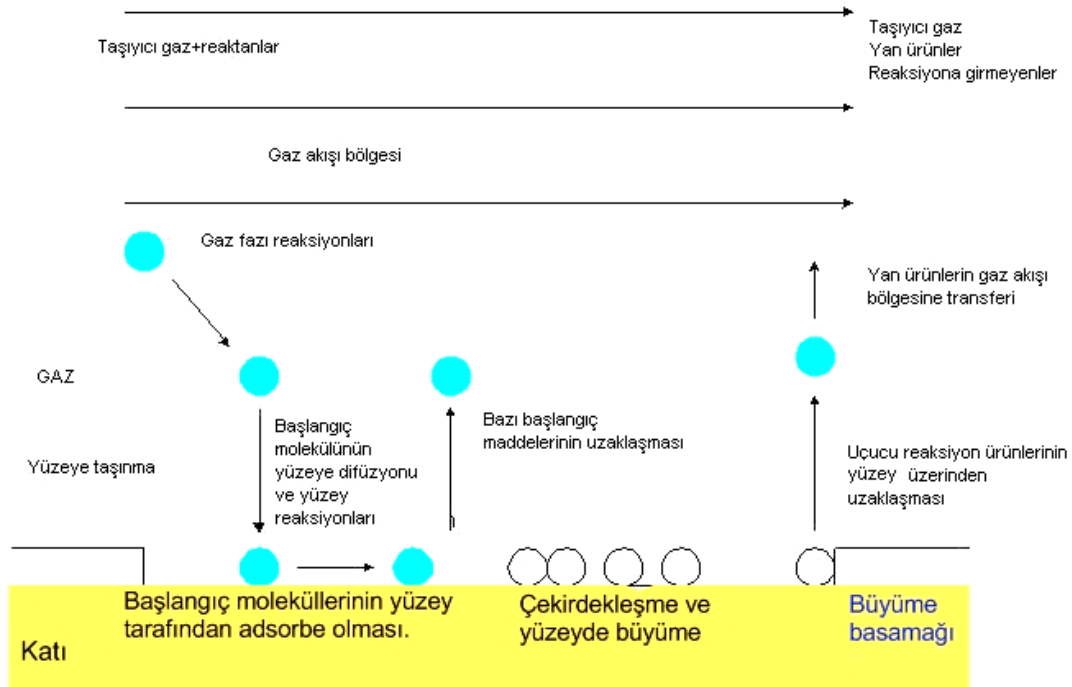 Taşıyıcı gaz+reaktanlar
Taşıyıcı gaz
Yan ürünler
Reaksiyona girmeyenler
Gaz akışı bölgesi
Gaz fazı reaksiyonları
Yan ürünlerin gaz akışı
bölgesine transferi
GAZ
Yüzeye taşınma
Başlangıç
molekülünün
yüzeye difüzyonu
ve yüzey
reaksiyonları
Bazı başlangıç
maddelerinin uzaklaşması
Uçucu reaksiyon ürünlerinin
yüzey üzerinden
uzaklaşması
Başlangıç moleküllerinin yüzey
tarafından adsorbe olması.
Çekirdekleşme ve
yüzeyde büyüme
Büyüme
basamağı
Katı